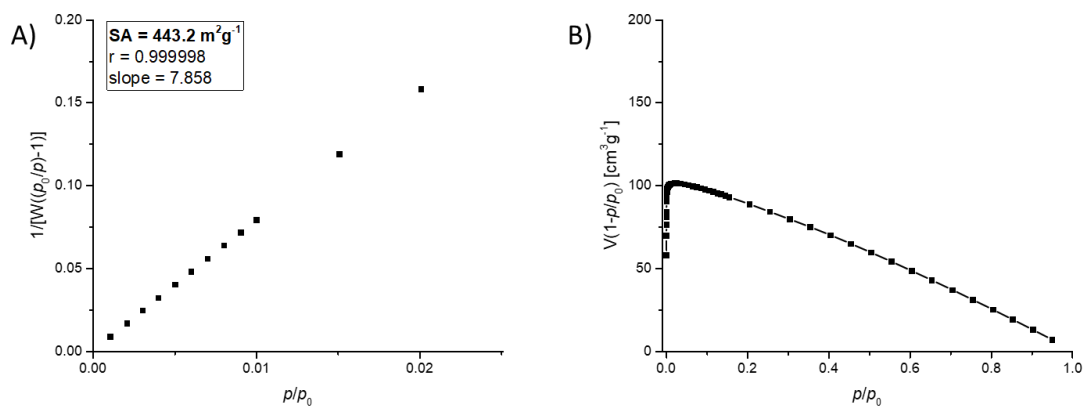 A)
SA = 443.2 m²g⁻¹
r = 0.999998
slope = 7.858
1/[W((p₀/p)-1)]
0.20
0.15
0.10
0.05
0.00
0.00 0.01 0.02
p/p₀
B)
V(1-p/p₀) [cm³g⁻¹]
200
150
100
50
0
0.0 0.2 0.4 0.6 0.8 1.0
p/p₀